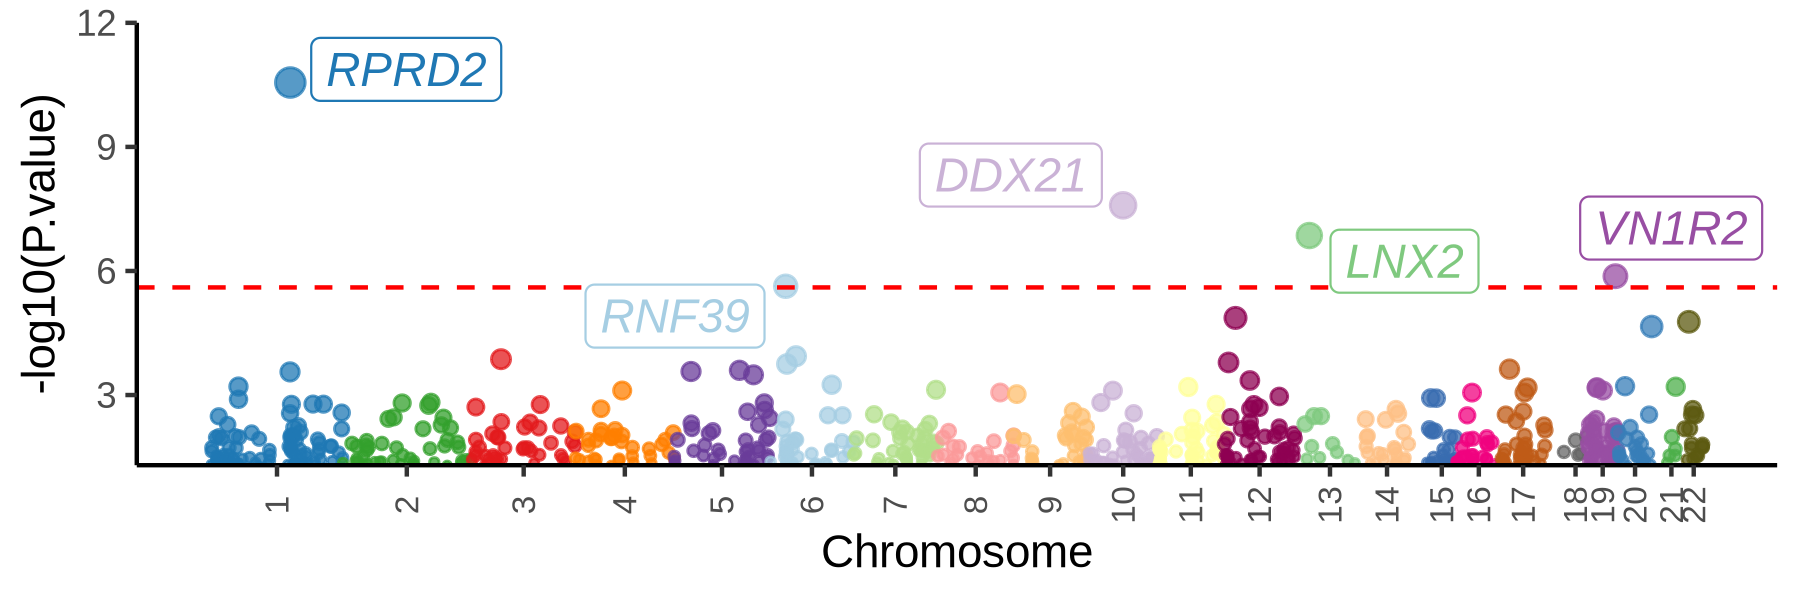 12
RPRD2
9
DDX21
VN1R2
LNX2
6
RNF39
3
-log10(P.value)
1 2 3 4 5 6 7 8 9 10 11 12 13 14 15 16 17 18 19 20 21 22
Chromosome